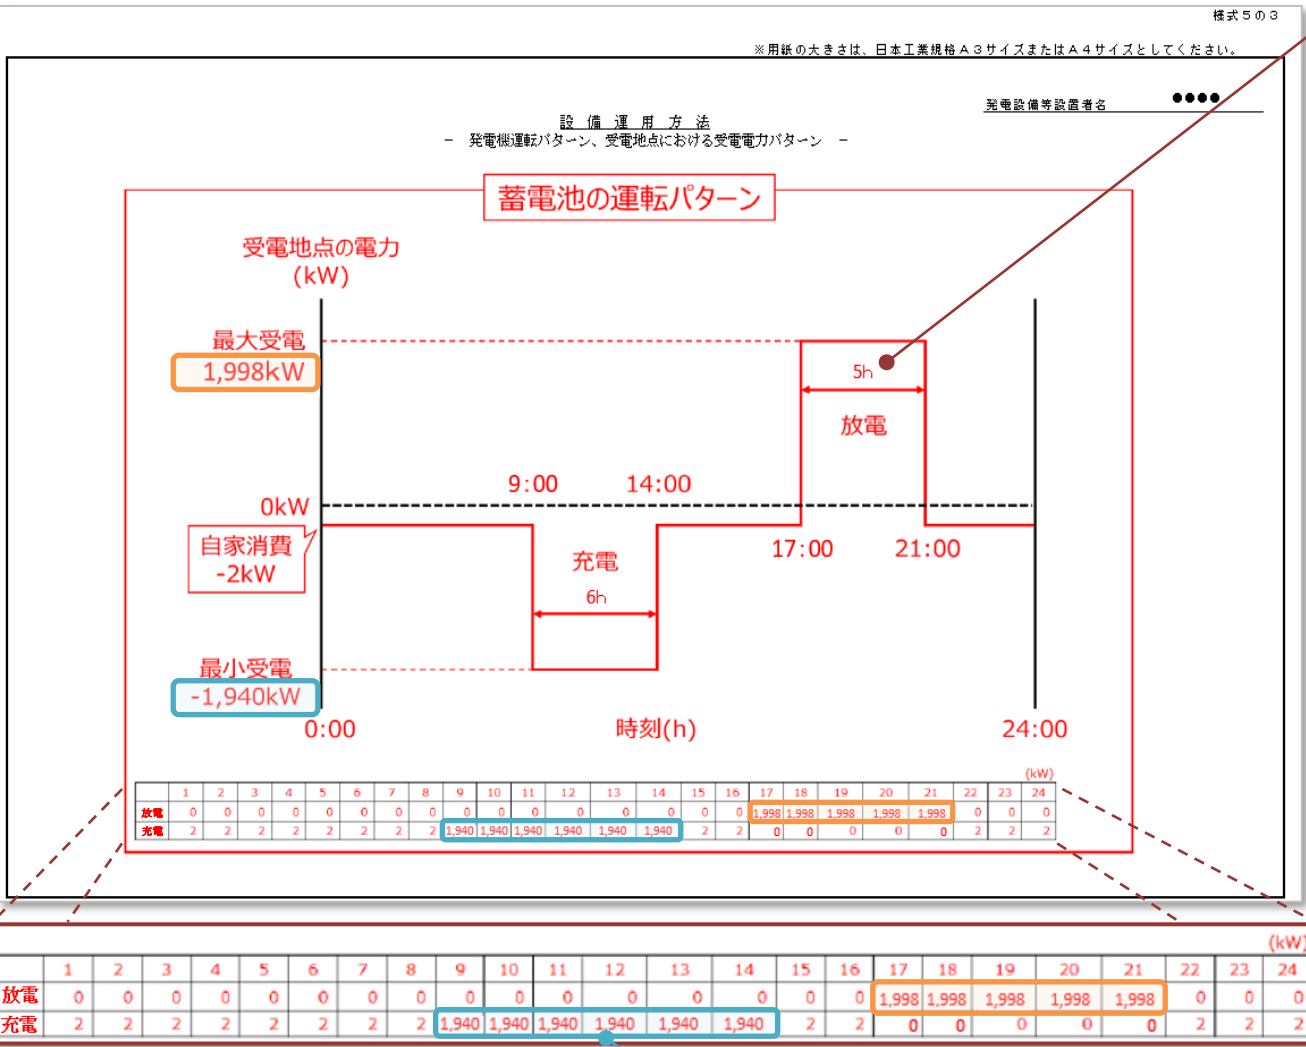 様式５の３
※用紙の大きさは、日本工業規格Ａ３サイズまたはＡ４サイズとしてください。
発電設備等設置者名 ●●●●
設備運用方法
－ 発電機運転パターン、受電地点における受電電力パターン －
蓄電池の運転パターン
受電地点の電力
(kW)
最大受電
1,998kW
5h
放電
9:00 14:00
0kW
自家消費
-2kW
17:00 21:00
充電
6h
最小受電
-1,940kW
0:00 時刻(h) 24:00
(kW)
1 2 3 4 5 6 7 8 9 10 11 12 13 14 15 16 17 18 19 20 21 22 23 24
放電 0 0 0 0 0 0 0 0 0 0 0 0 0 0 0 0 1,998 1,998 1,998 1,998 1,998 0 0 0
充電 2 2 2 2 2 2 2 2 1,940 1,940 1,940 1,940 1,940 1,940 2 2 0 0 0 0 0 2 2 2
(kW)
1 2 3 4 5 6 7 8 9 10 11 12 13 14 15 16 17 18 19 20 21 22 23 24
放電 0 0 0 0 0 0 0 0 0 0 0 0 0 0 0 0 1,998 1,998 1,998 1,998 1,998 0 0 0
充電 2 2 2 2 2 2 2 2 1,940 1,940 1,940 1,940 1,940 1,940 2 2 0 0 0 0 0 2 2 2